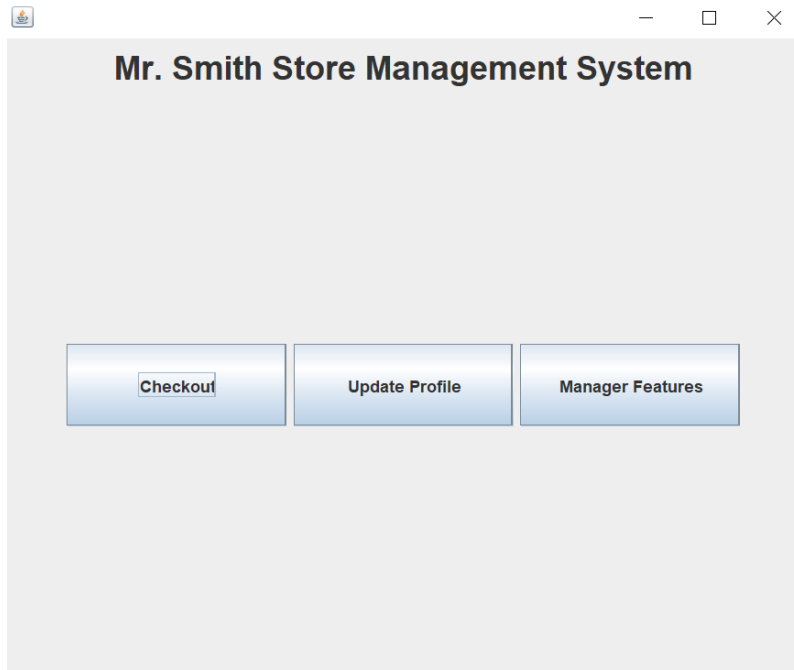 Mr. Smith Store Management System
Checkout
Update Profile
Manager Features